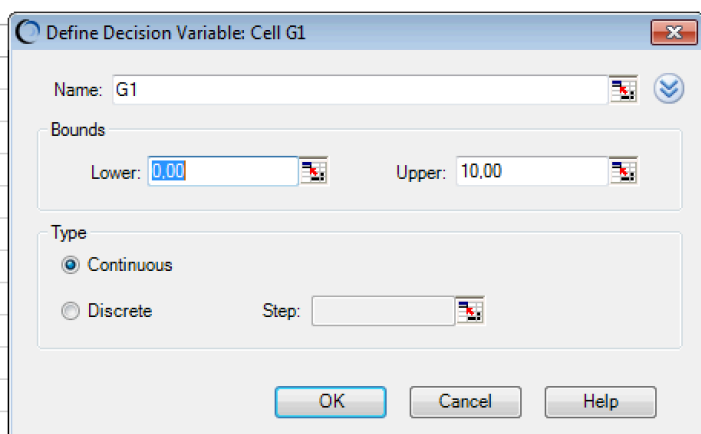 Define Decision Variable: Cell G1
Name: G1
Bounds
Lower: 0,00 Upper: 10,00
Type
Continuous
Discrete Step:
OK Cancel Help